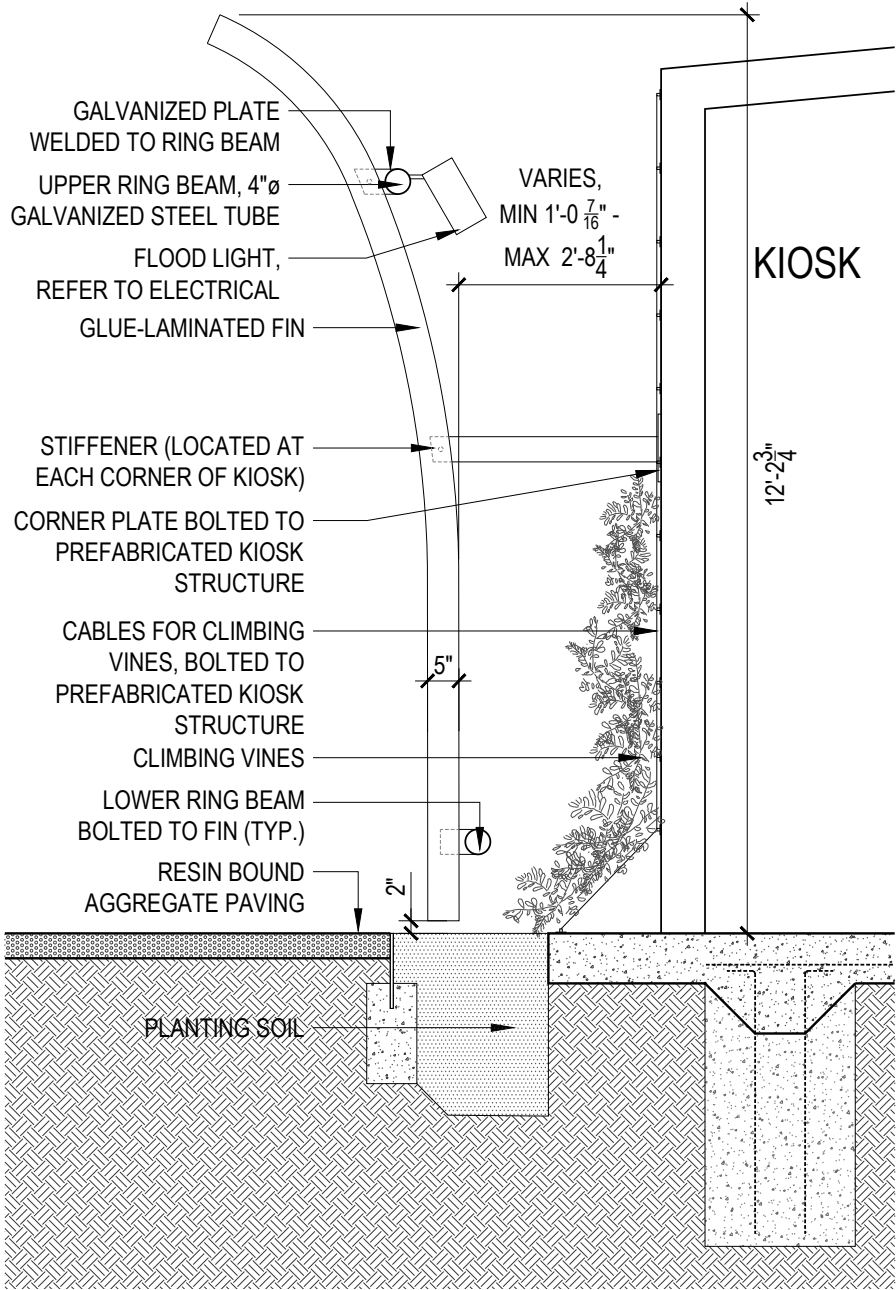 GALVANIZED PLATE
WELDED TO RING BEAM
UPPER RING BEAM, 4"ø
GALVANIZED STEEL TUBE
FLOOD LIGHT,
REFER TO ELECTRICAL
GLUE-LAMINATED FIN
STIFFENER (LOCATED AT
EACH CORNER OF KIOSK)
CORNER PLATE BOLTED TO
PREFABRICATED KIOSK
STRUCTURE
CABLES FOR CLIMBING
VINES, BOLTED TO
PREFABRICATED KIOSK
STRUCTURE
CLIMBING VINES
LOWER RING BEAM
BOLTED TO FIN (TYP.)
RESIN BOUND
AGGREGATE PAVING
PLANTING SOIL
VARIES,
MIN 1'-0 7/16" -
MAX 2'-8 1/4"
KIOSK
12'-2 3/4"
5"
2"